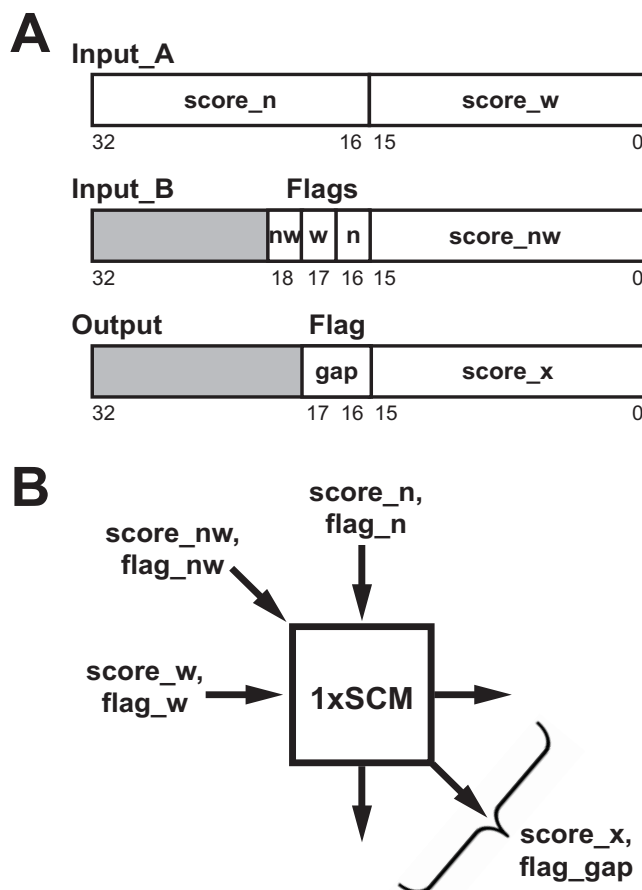 A
Input_A
score_n score_w
32 16 15 0
Input_B Flags
nw w n score_nw
32 18 17 16 15 0
Output Flag
gap score_x
32 17 16 15 0
B
score_n,
flag_n
score_nw,
flag_nw
score_w,
flag_w
1xSCM
score_x,
flag_gap